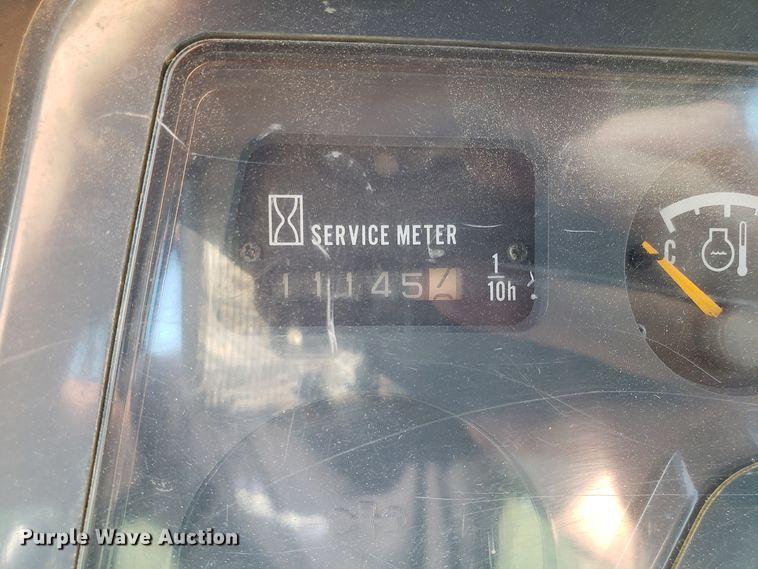 SERVICE METER
11145
1
10h
C
Purple Wave Auction